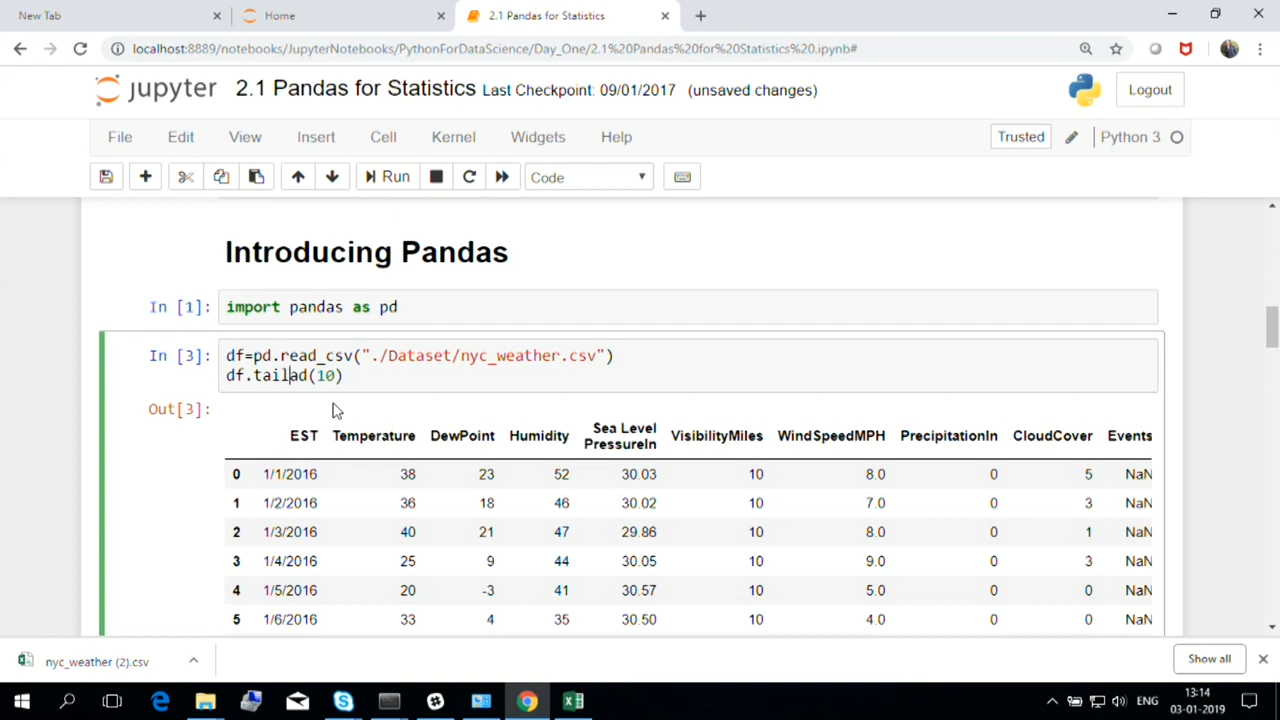 New Tab
Home
2.1 Pandas for Statistics
localhost:8889/notebooks/JupyterNotebooks/PythonForDataScience/Day_One/2.1%20Pandas%20for%20Statistics%20.ipynb#
jupyter 2.1 Pandas for Statistics Last Checkpoint: 09/01/2017 (unsaved changes)
Logout
File Edit View Insert Cell Kernel Widgets Help Trusted Python 3
Run Code
Introducing Pandas
In [1]: import pandas as pd
In [3]: df=pd.read_csv("./Dataset/nyc_weather.csv")
df.tailad(10)
Out[3]:
EST Temperature DewPoint Humidity Sea Level PressureIn VisibilityMiles WindSpeedMPH PrecipitationIn CloudCover Events
0 1/1/2016 38 23 52 30.03 10 8.0 0 5 NaN
1 1/2/2016 36 18 46 30.02 10 7.0 0 3 NaN
2 1/3/2016 40 21 47 29.86 10 8.0 0 1 NaN
3 1/4/2016 25 9 44 30.05 10 9.0 0 3 NaN
4 1/5/2016 20 -3 41 30.57 10 5.0 0 0 NaN
5 1/6/2016 33 4 35 30.50 10 4.0 0 0 NaN
nyc_weather (2).csv
Show all
ENG
13:14
03-01-2019